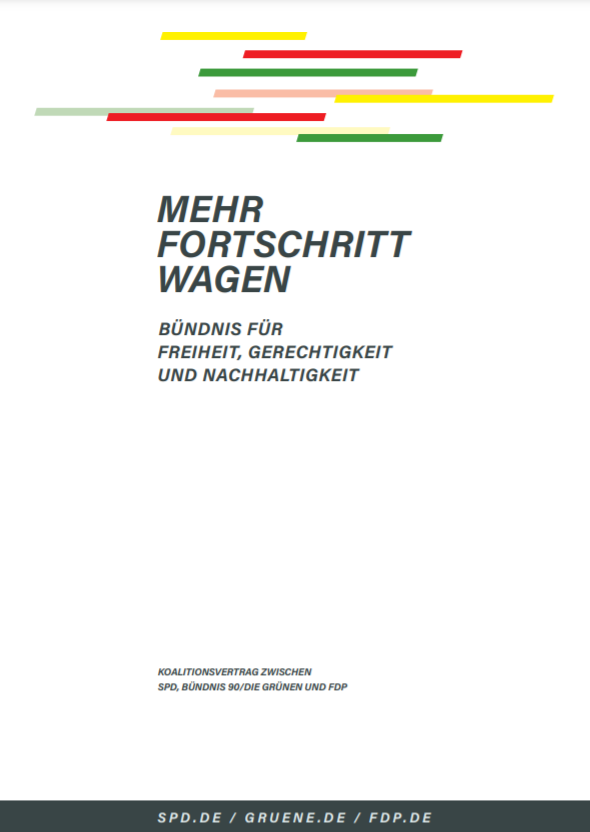 MEHR
FORTSCHRITT
WAGEN
BÜNDNIS FÜR
FREIHEIT, GERECHTIGKEIT
UND NACHHALTIGKEIT
KOALITIONSVERTRAG ZWISCHEN
SPD, BÜNDNIS 90/DIE GRÜNEN UND FDP
SPD.DE / GRUENE.DE / FDP.DE